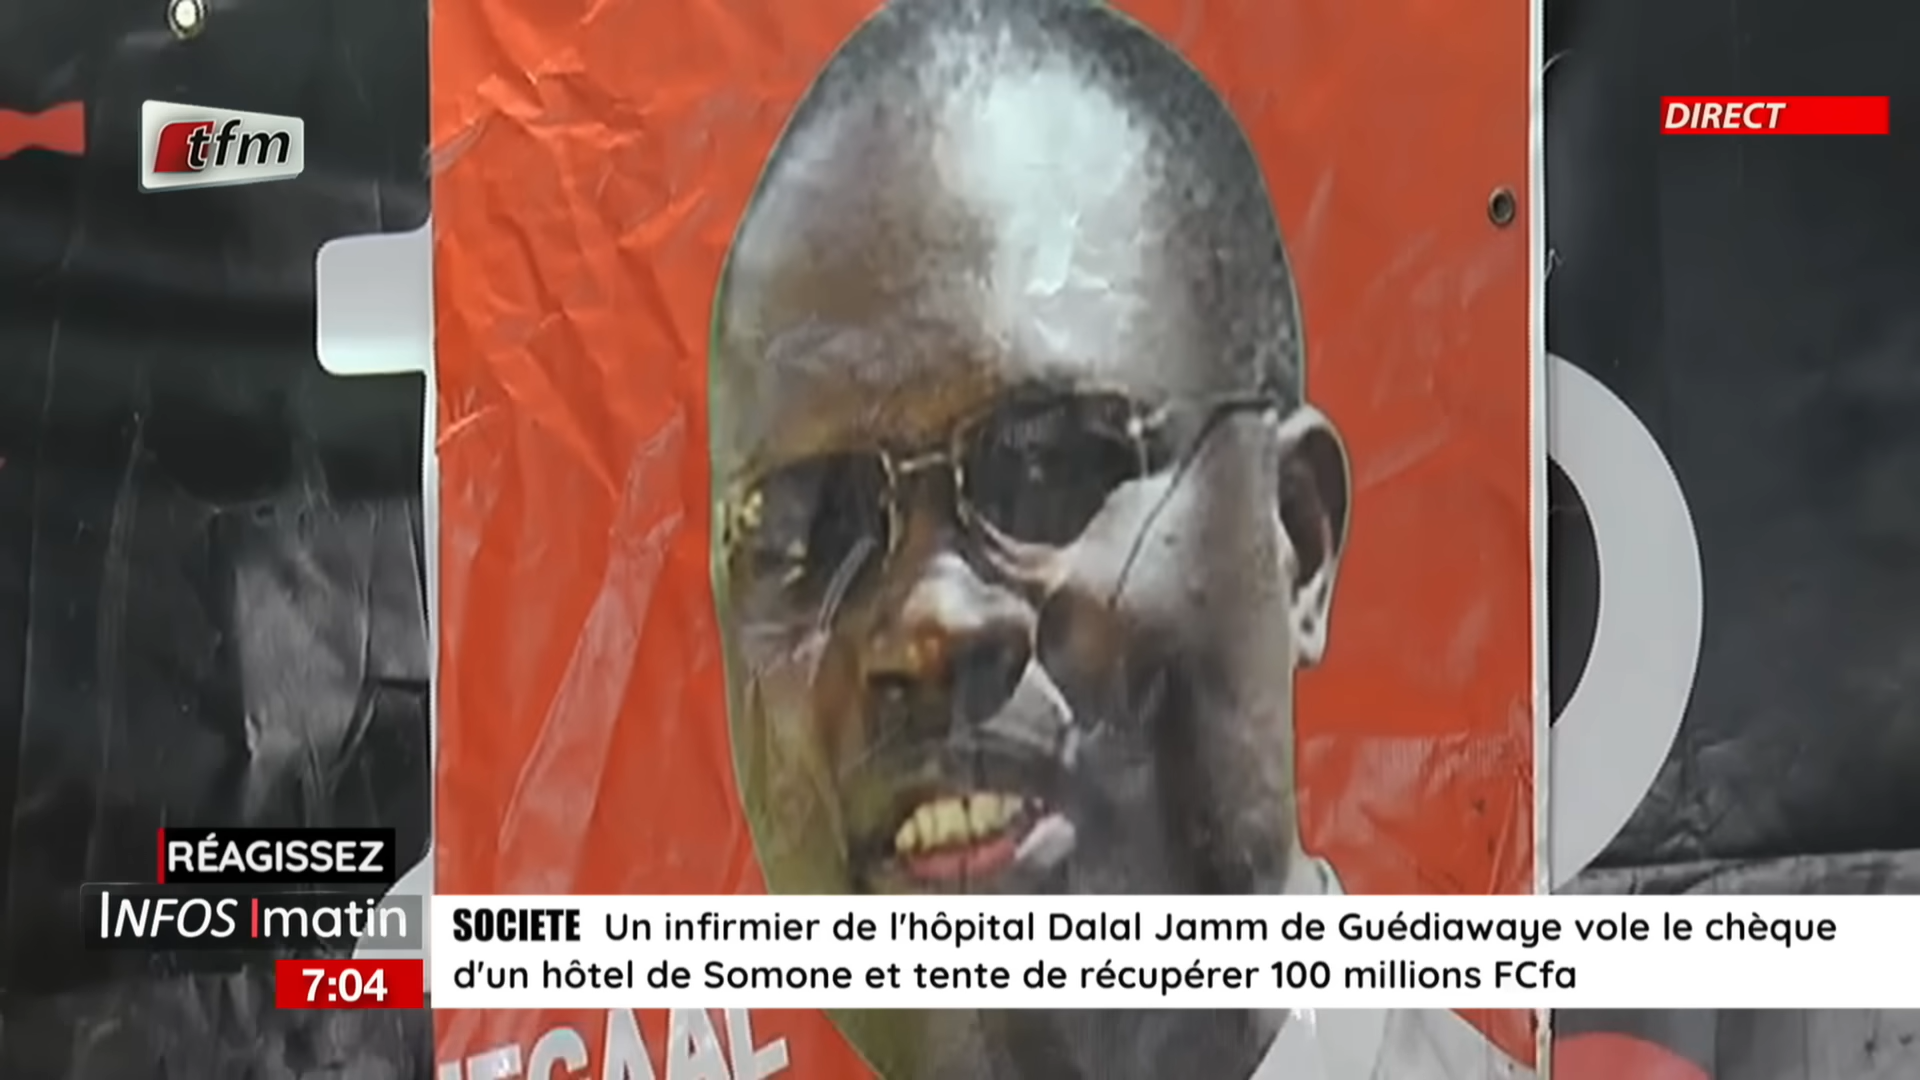 tfm
DIRECT
RÉAGISSEZ
INFOS matin
7:04
SOCIETE Un infirmier de l'hôpital Dalal Jamm de Guédiawaye vole le chèque
d'un hôtel de Somone et tente de récupérer 100 millions FCfa